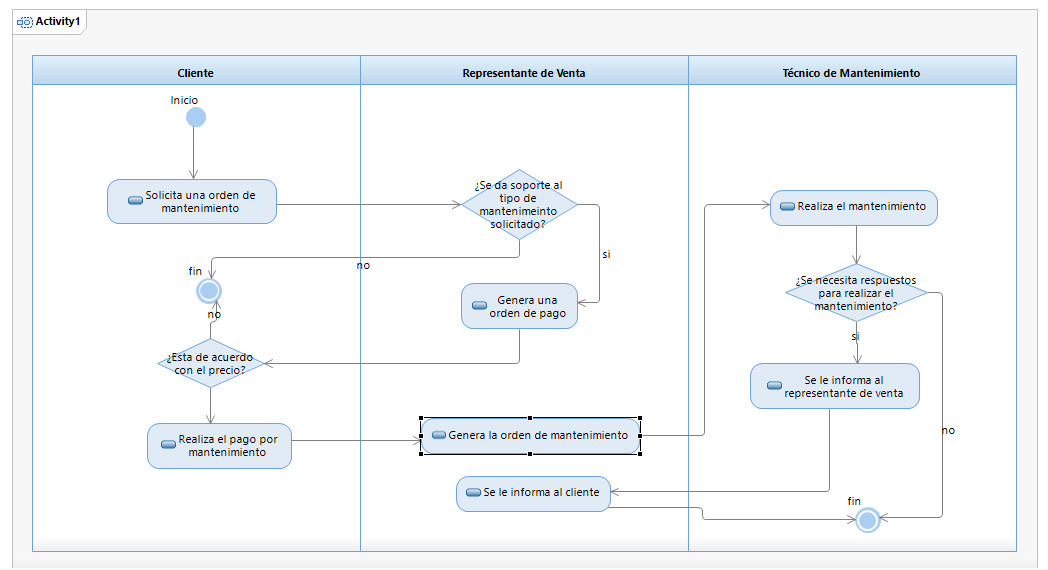 Activity1
Cliente
Representante de Venta
Técnico de Mantenimiento
Inicio
Solicita una orden de
mantenimiento
¿Se da soporte al
tipo de
mantenimeinto
solicitado?
Realiza el mantenimiento
no
si
fin
no
Genera una
orden de pago
¿Se necesita respuestos
para realizar el
mantenimiento?
si
¿Esta de acuerdo
con el precio?
Se le informa al
representante de venta
no
Realiza el pago por
mantenimiento
Genera la orden de mantenimiento
Se le informa al cliente
fin